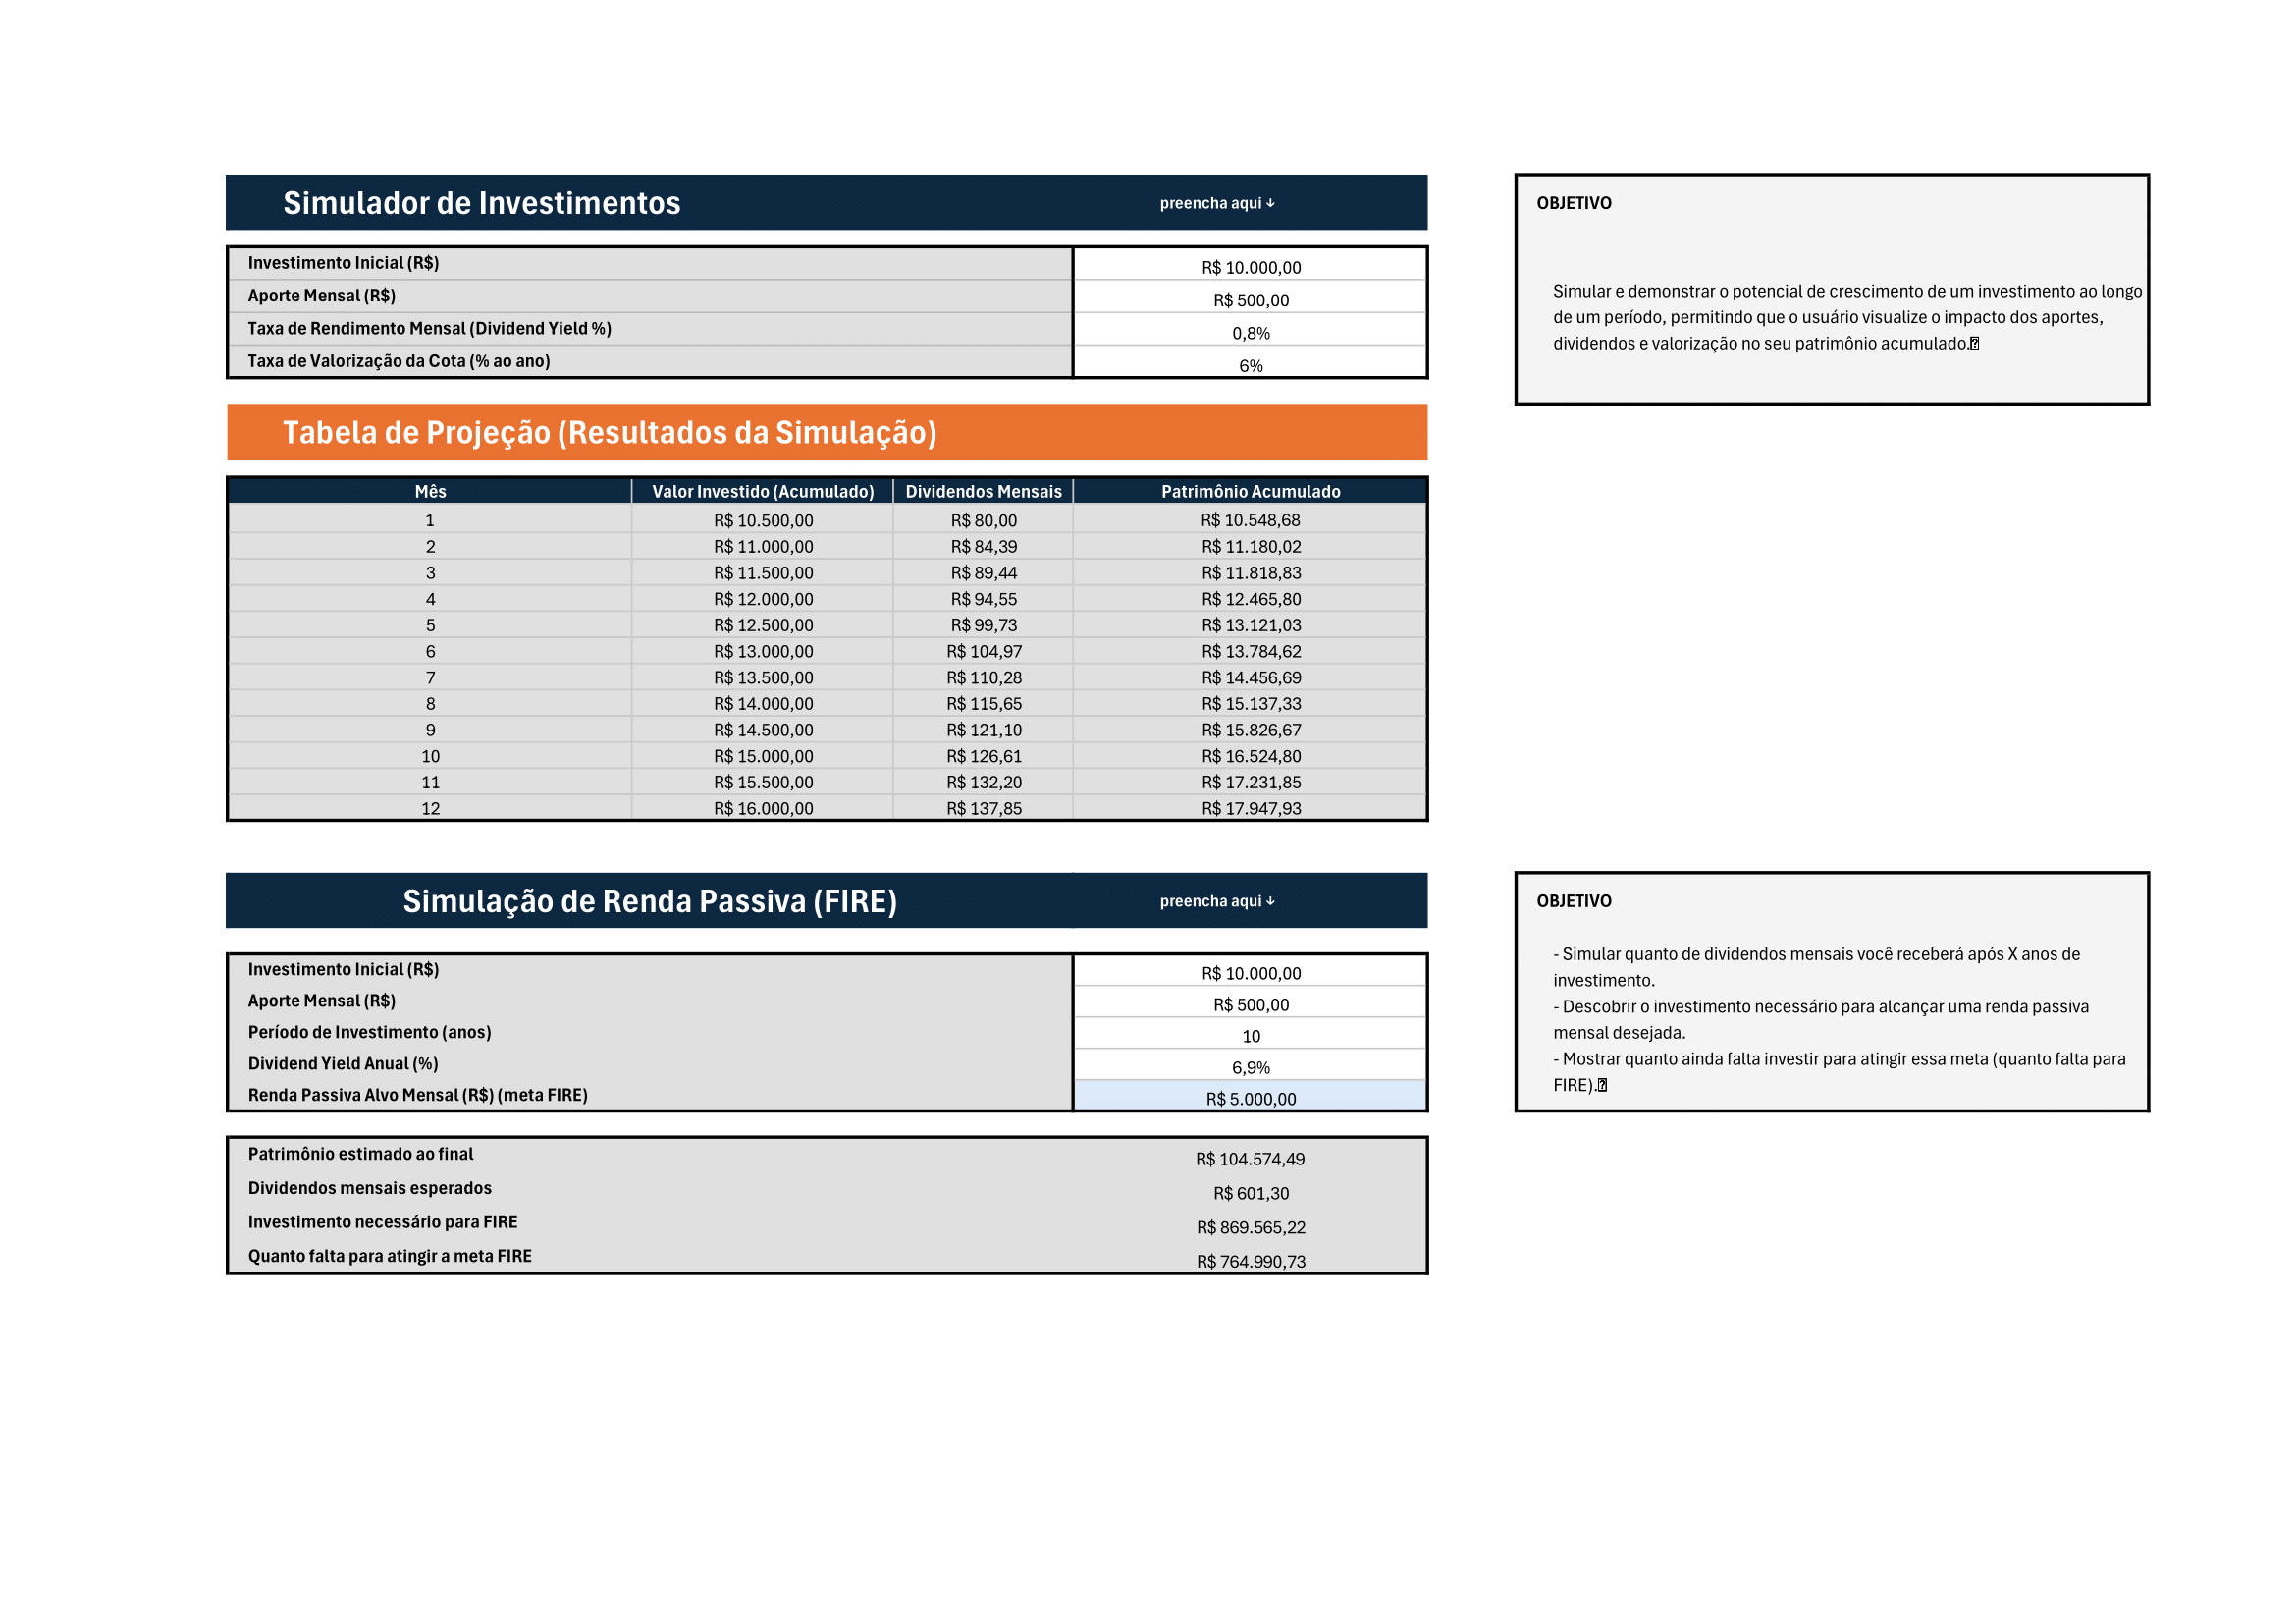 Simulador de Investimentos preencha aqui ↓
Investimento Inicial (R$) R$ 10.000,00
Aporte Mensal (R$) R$ 500,00
Taxa de Rendimento Mensal (Dividend Yield %) 0,8%
Taxa de Valorização da Cota (% ao ano) 6%
OBJETIVO
Simular e demonstrar o potencial de crescimento de um investimento ao longo
de um período, permitindo que o usuário visualize o impacto dos aportes,
dividendos e valorização no seu patrimônio acumulado.
Tabela de Projeção (Resultados da Simulação)
Mês Valor Investido (Acumulado) Dividendos Mensais Patrimônio Acumulado
1 R$ 10.500,00 R$ 80,00 R$ 10.548,68
2 R$ 11.000,00 R$ 84,39 R$ 11.180,02
3 R$ 11.500,00 R$ 89,44 R$ 11.818,83
4 R$ 12.000,00 R$ 94,55 R$ 12.465,80
5 R$ 12.500,00 R$ 99,73 R$ 13.121,03
6 R$ 13.000,00 R$ 104,97 R$ 13.784,62
7 R$ 13.500,00 R$ 110,28 R$ 14.456,69
8 R$ 14.000,00 R$ 115,65 R$ 15.137,33
9 R$ 14.500,00 R$ 121,10 R$ 15.826,67
10 R$ 15.000,00 R$ 126,61 R$ 16.524,80
11 R$ 15.500,00 R$ 132,20 R$ 17.231,85
12 R$ 16.000,00 R$ 137,85 R$ 17.947,93
Simulação de Renda Passiva (FIRE) preencha aqui ↓
Investimento Inicial (R$) R$ 10.000,00
Aporte Mensal (R$) R$ 500,00
Período de Investimento (anos) 10
Dividend Yield Anual (%) 6,9%
Renda Passiva Alvo Mensal (R$) (meta FIRE) R$ 5.000,00
OBJETIVO
- Simular quanto de dividendos mensais você receberá após X anos de
investimento.
- Descobrir o investimento necessário para alcançar uma renda passiva
mensal desejada.
- Mostrar quanto ainda falta investir para atingir essa meta (quanto falta para
FIRE).
Patrimônio estimado ao final R$ 104.574,49
Dividendos mensais esperados R$ 601,30
Investimento necessário para FIRE R$ 869.565,22
Quanto falta para atingir a meta FIRE R$ 764.990,73